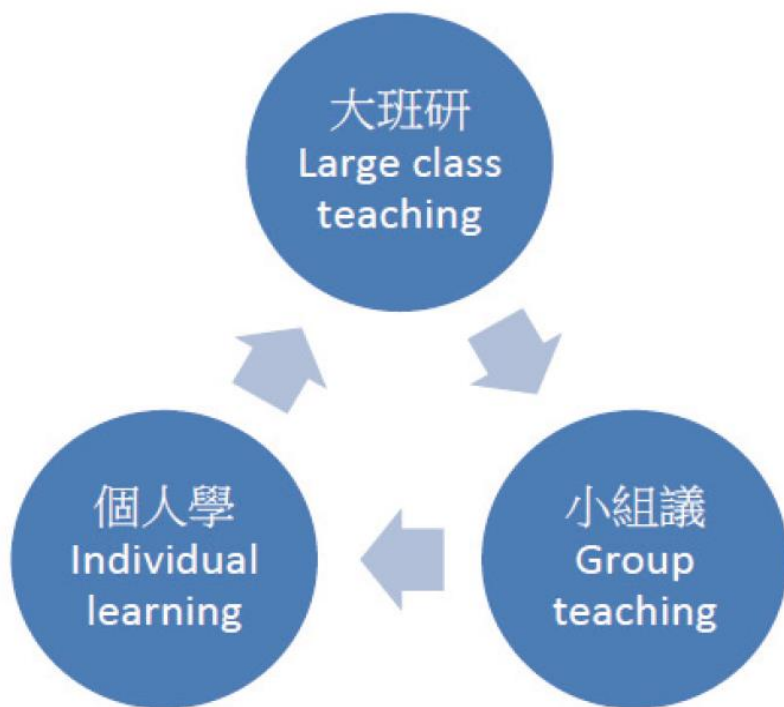 大班研
Large class
teaching
個人學
Individual
learning
小組議
Group
teaching